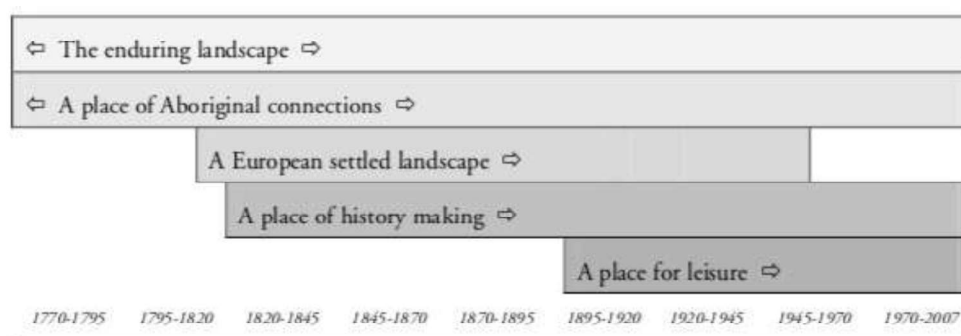 ⇦ The enduring landscape ⇨
⇦ A place of Aboriginal connections ⇨
A European settled landscape ⇨
A place of history making ⇨
A place for leisure ⇨
1770-1795 1795-1820 1820-1845 1845-1870 1870-1895 1895-1920 1920-1945 1945-1970 1970-2007